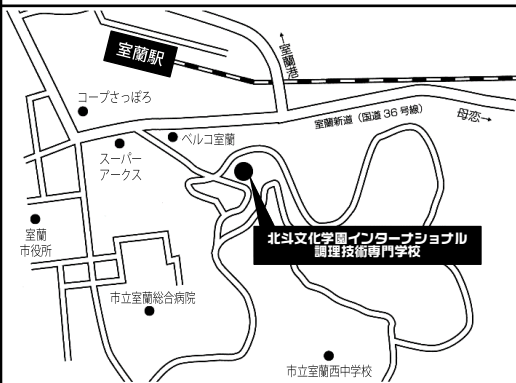 室蘭駅
↑室蘭港
コープさっぽろ
室蘭新道(国道36号線)
母恋→
ベルコ室蘭
スーパー
アークス
室蘭
市役所
北斗文化学園インターナショナル
調理技術専門学校
市立室蘭総合病院
市立室蘭西中学校